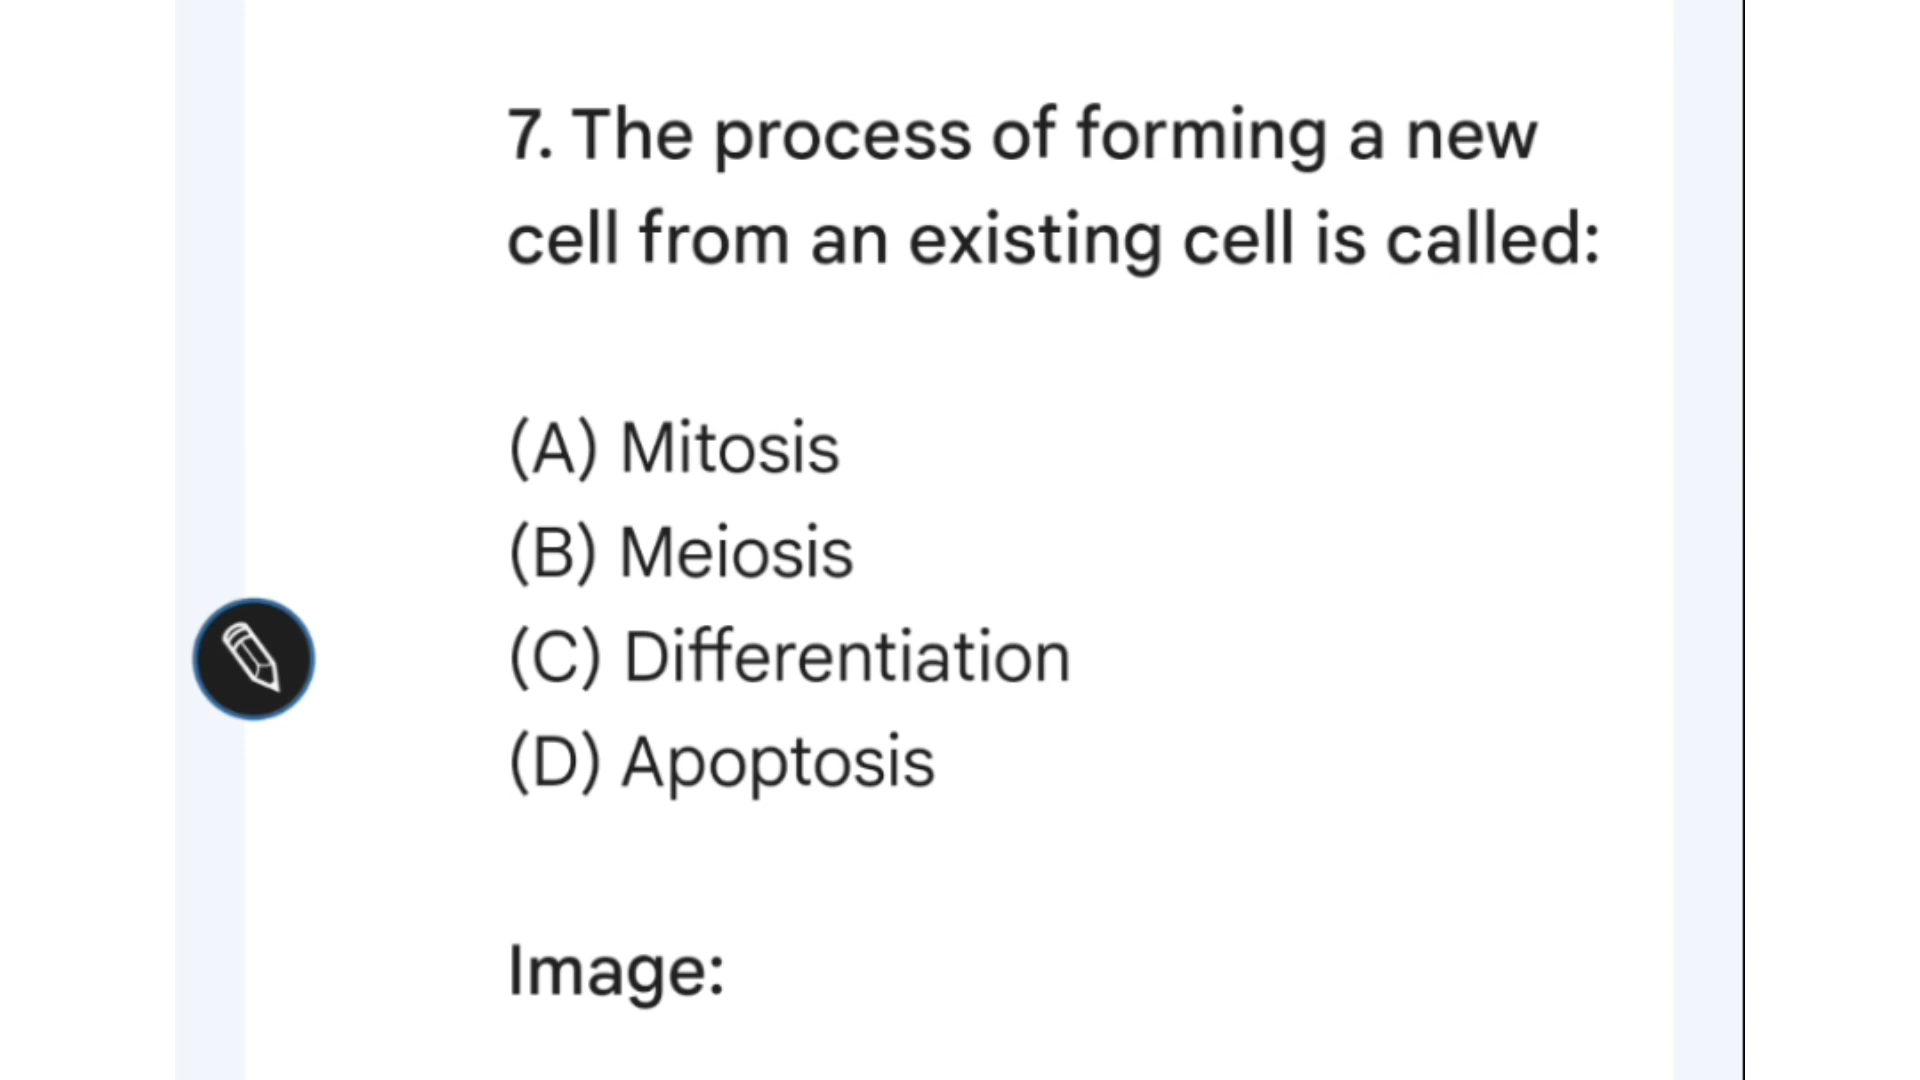 7. The process of forming a new
cell from an existing cell is called:
(A) Mitosis
(B) Meiosis
(C) Differentiation
(D) Apoptosis
Image: